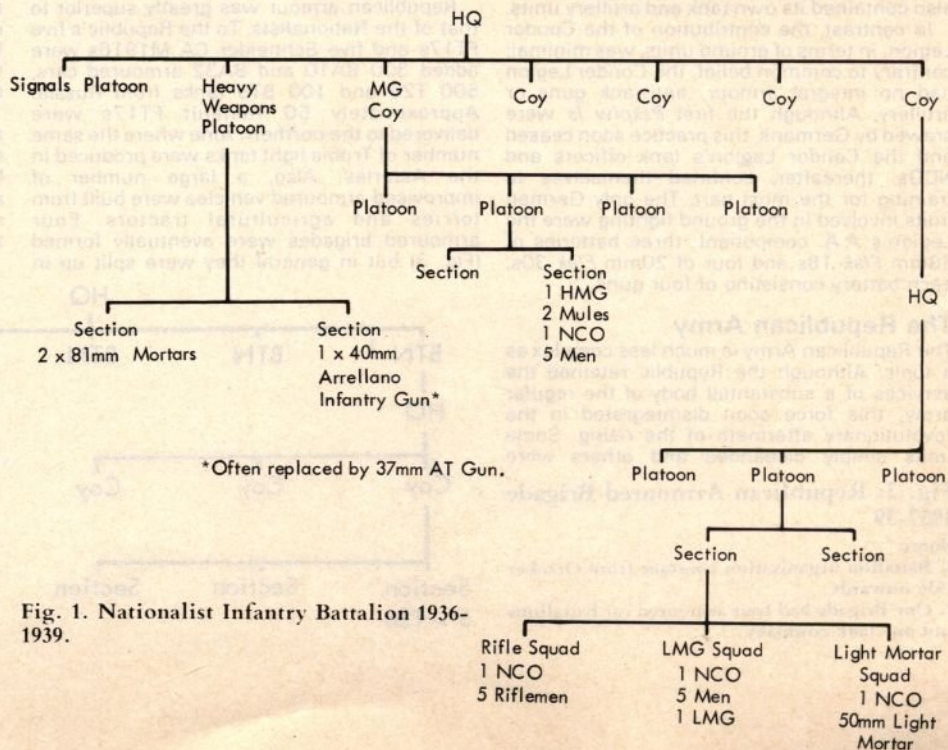 HQ
Signals Platoon
Heavy
Weapons
Platoon
MG
Coy
Coy
Coy
Coy
Coy
Platoon
Platoon
Platoon
Platoon
Section
Section
1 HMG
2 Mules
1 NCO
5 Men
HQ
Section
2 x 81mm Mortars
Section
1 x 40mm
Arrellano
Infantry Gun*
*Often replaced by 37mm AT Gun.
Platoon
Platoon
Platoon
Section
Section
Fig. 1. Nationalist Infantry Battalion 1936-
1939.
Rifle Squad
1 NCO
5 Riflemen
LMG Squad
1 NCO
5 Men
1 LMG
Light Mortar
Squad
1 NCO
50mm Light
Mortar